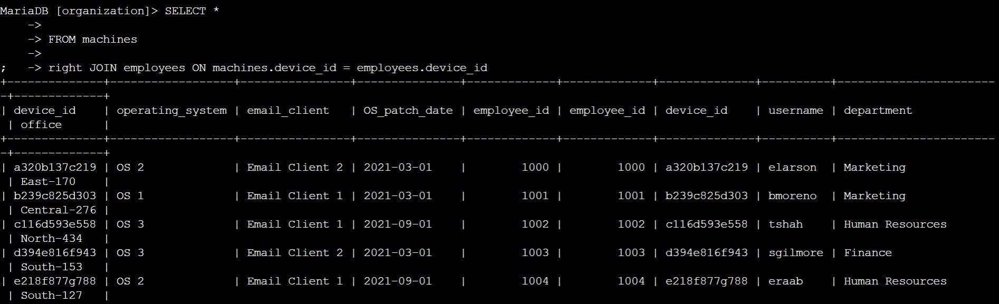 MariaDB [organization]> SELECT *
    ->
    -> FROM machines
    ->
;   -> right JOIN employees ON machines.device_id = employees.device_id
+--------------+------------------+----------------+---------------+-------------+-------------+--------------+----------+-----------------------
-+-------------+
| device_id    | operating_system | email_client   | OS_patch_date | employee_id | employee_id | device_id    | username | department
 | office      |
+--------------+------------------+----------------+---------------+-------------+-------------+--------------+----------+-----------------------
-+-------------+
| a320b137c219 | OS 2             | Email Client 2 | 2021-03-01    |        1000 |        1000 | a320b137c219 | elarson  | Marketing
 | East-170    |
| b239c825d303 | OS 1             | Email Client 1 | 2021-03-01    |        1001 |        1001 | b239c825d303 | bmoreno  | Marketing
 | Central-276 |
| c116d593e558 | OS 3             | Email Client 1 | 2021-09-01    |        1002 |        1002 | c116d593e558 | tshah    | Human Resources
 | North-434   |
| d394e816f943 | OS 3             | Email Client 2 | 2021-03-01    |        1003 |        1003 | d394e816f943 | sgilmore | Finance
 | South-153   |
| e218f877g788 | OS 2             | Email Client 1 | 2021-09-01    |        1004 |        1004 | e218f877g788 | eraab    | Human Resources
 | South-127   |